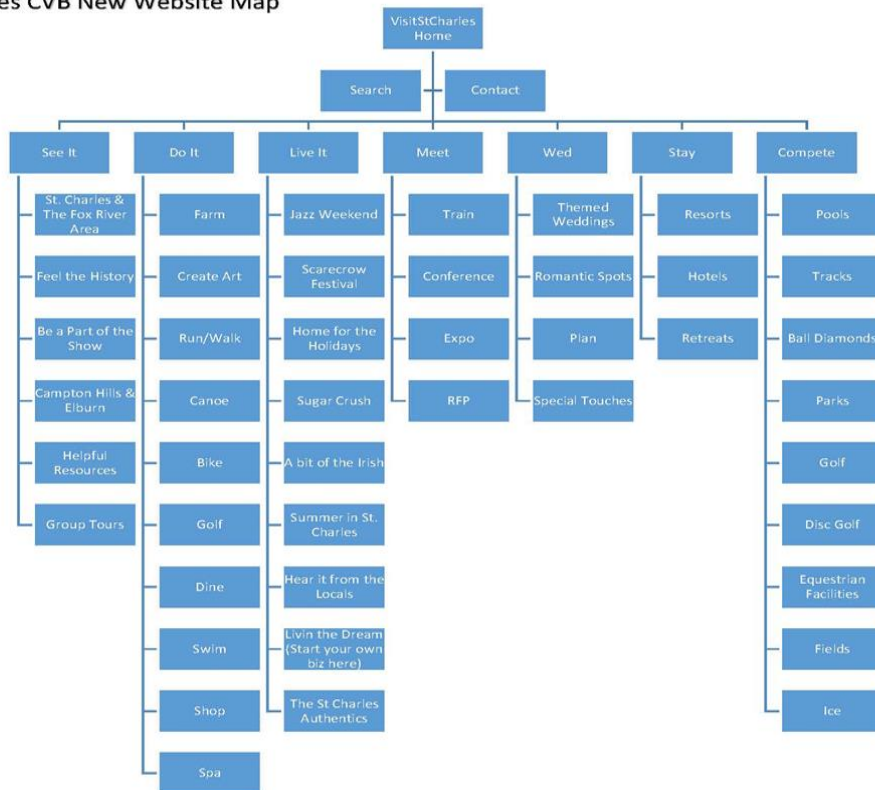 es CVB New Website Map
VisitStCharles
Home
Search
Contact
See It
Do It
Live It
Meet
Wed
Stay
Compete
St. Charles &
The Fox River
Area
Feel the History
Be a Part of the
Show
Campton Hills &
Elburn
Helpful
Resources
Group Tours
Farm
Create Art
Run/Walk
Canoe
Bike
Golf
Dine
Swim
Shop
Spa
Jazz Weekend
Scarecrow
Festival
Home for the
Holidays
Sugar Crush
A bit of the Irish
Summer in St.
Charles
Hear it from the
Locals
Livin the Dream
(Start your own
biz here)
The St Charles
Authentics
Train
Conference
Expo
RFP
Themed
Weddings
Romantic Spots
Plan
Special Touches
Resorts
Hotels
Retreats
Pools
Tracks
Ball Diamonds
Parks
Golf
Disc Golf
Equestrian
Facilities
Fields
Ice